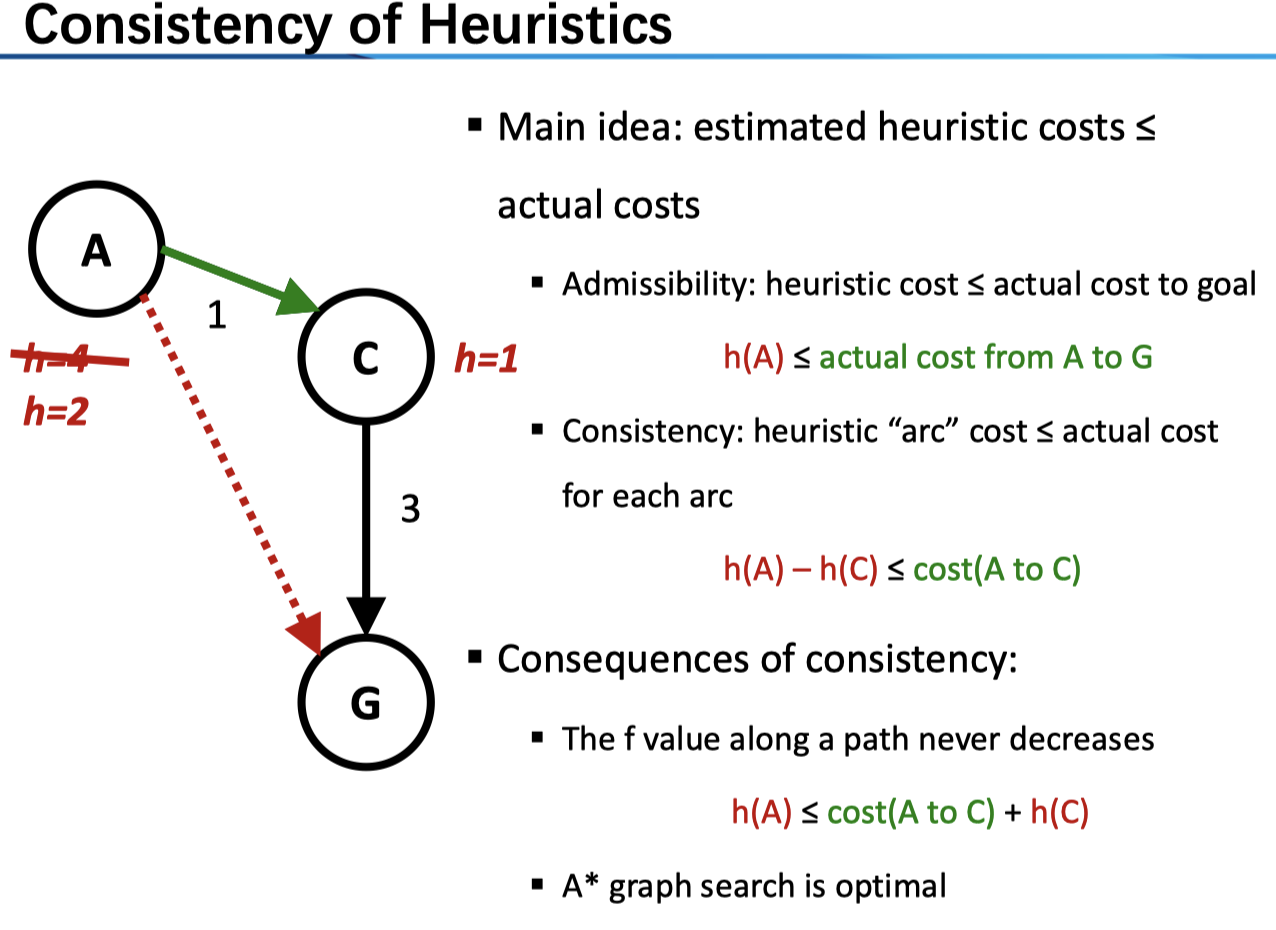 Consistency of Heuristics
▪ Main idea: estimated heuristic costs ≤
actual costs
▪ Admissibility: heuristic cost ≤ actual cost to goal
h(A) ≤ actual cost from A to G
▪ Consistency: heuristic “arc” cost ≤ actual cost
for each arc
h(A) – h(C) ≤ cost(A to C)
▪ Consequences of consistency:
▪ The f value along a path never decreases
h(A) ≤ cost(A to C) + h(C)
▪ A* graph search is optimal
A
1
h=4
h=2
C
h=1
3
G